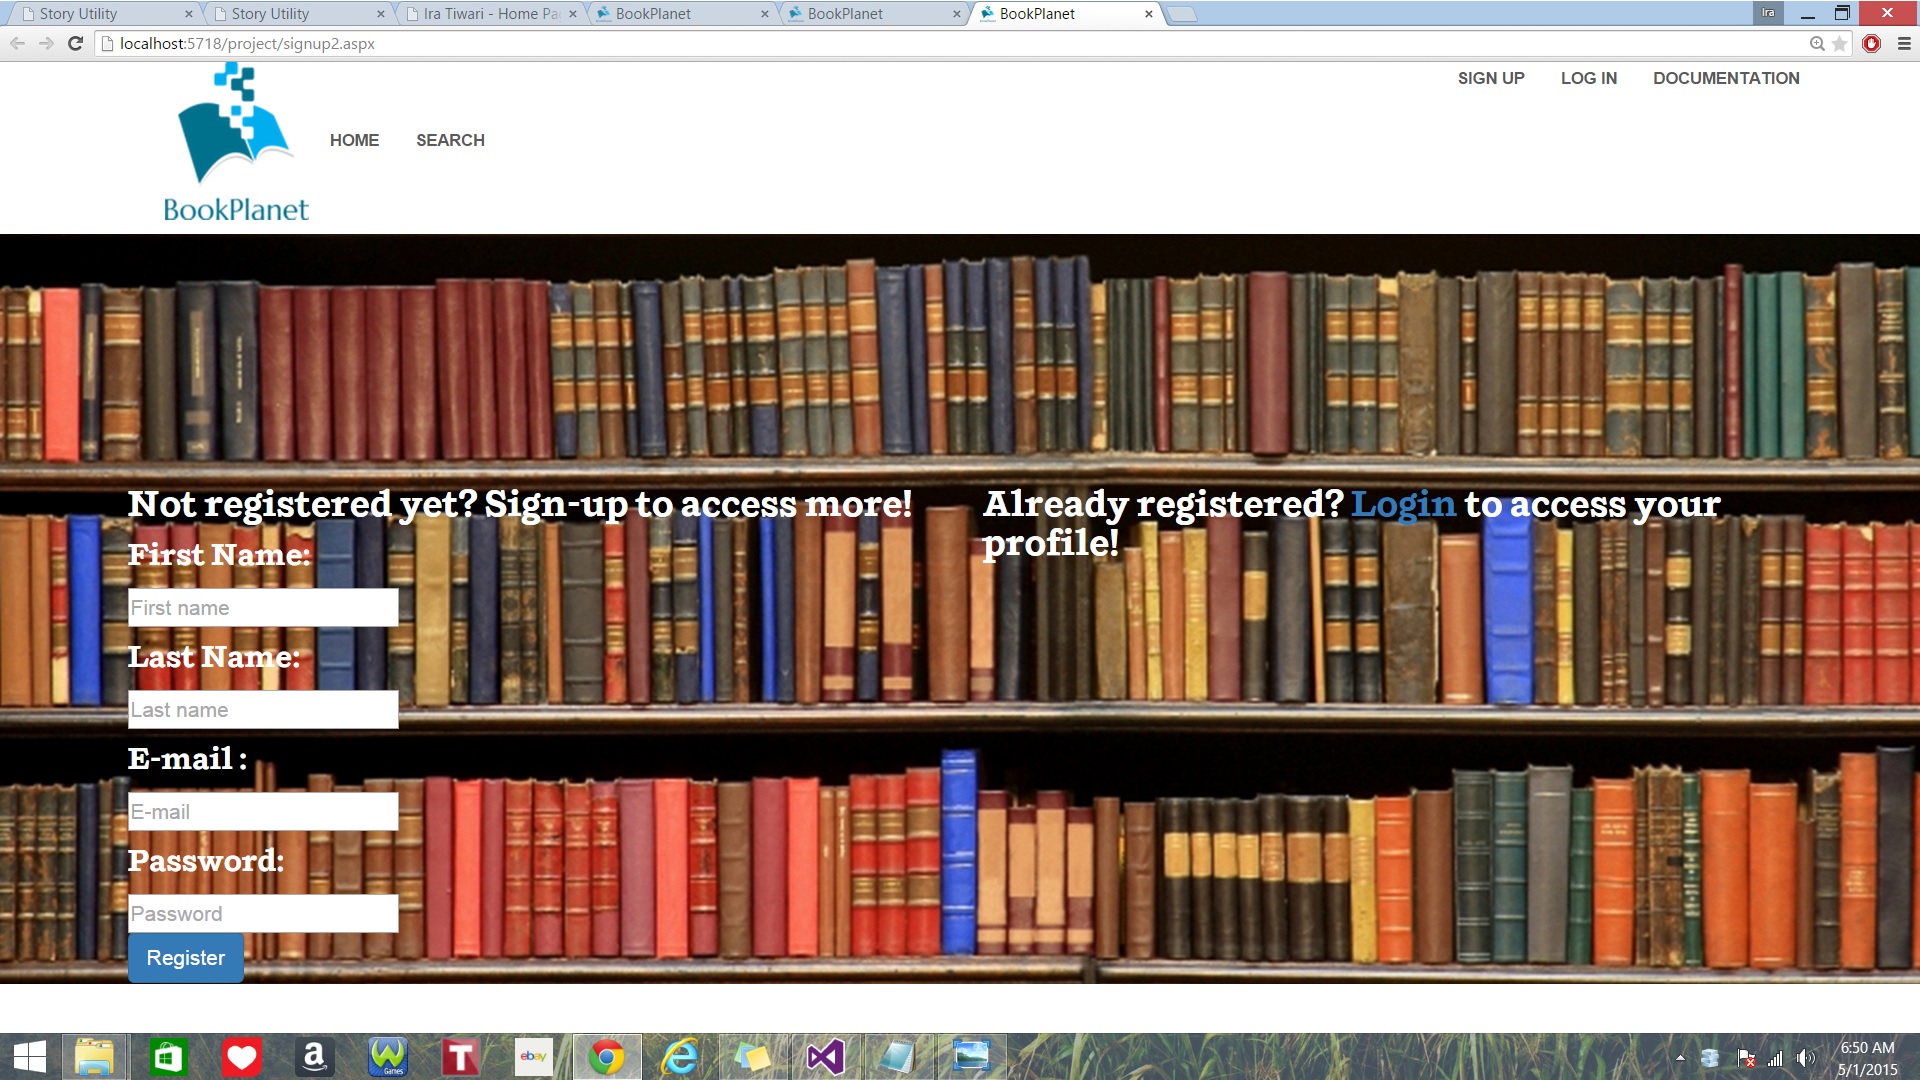 Story Utility
Story Utility
Ira Tiwari - Home Pa
BookPlanet
BookPlanet
BookPlanet
Ira
localhost:5718/project/signup2.aspx
SIGN UP LOG IN DOCUMENTATION
HOME SEARCH
BookPlanet
Not registered yet? Sign-up to access more!
Already registered? Login to access your
profile!
First Name:
First name
Last Name:
Last name
E-mail :
E-mail
Password:
Password
Register
a
W
Games
T
ebay
6:50 AM
5/1/2015